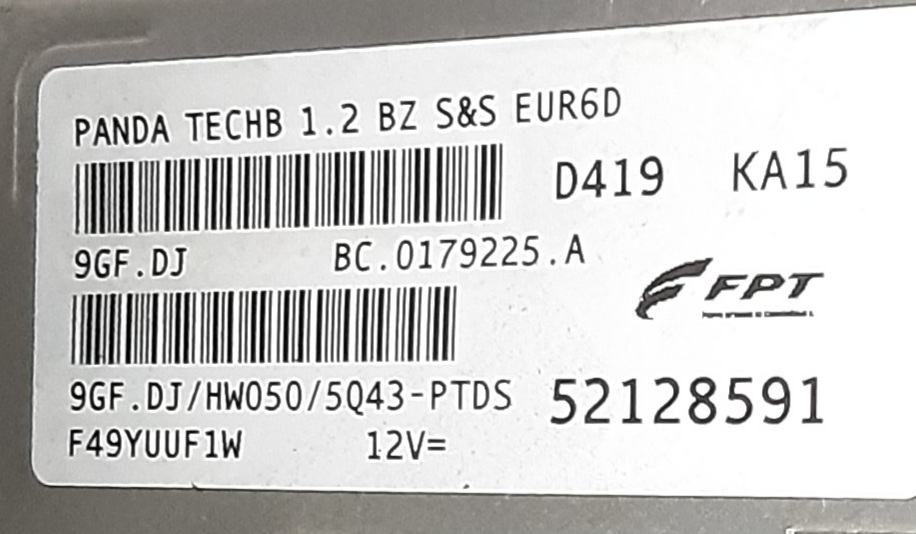 PANDA TECHB 1.2 BZ S&S EUR6D
D419 KA15
9GF.DJ BC.0179225.A
FPT
9GF.DJ/HW050/5Q43-PTDS 52128591
F49YUUF1W 12V=